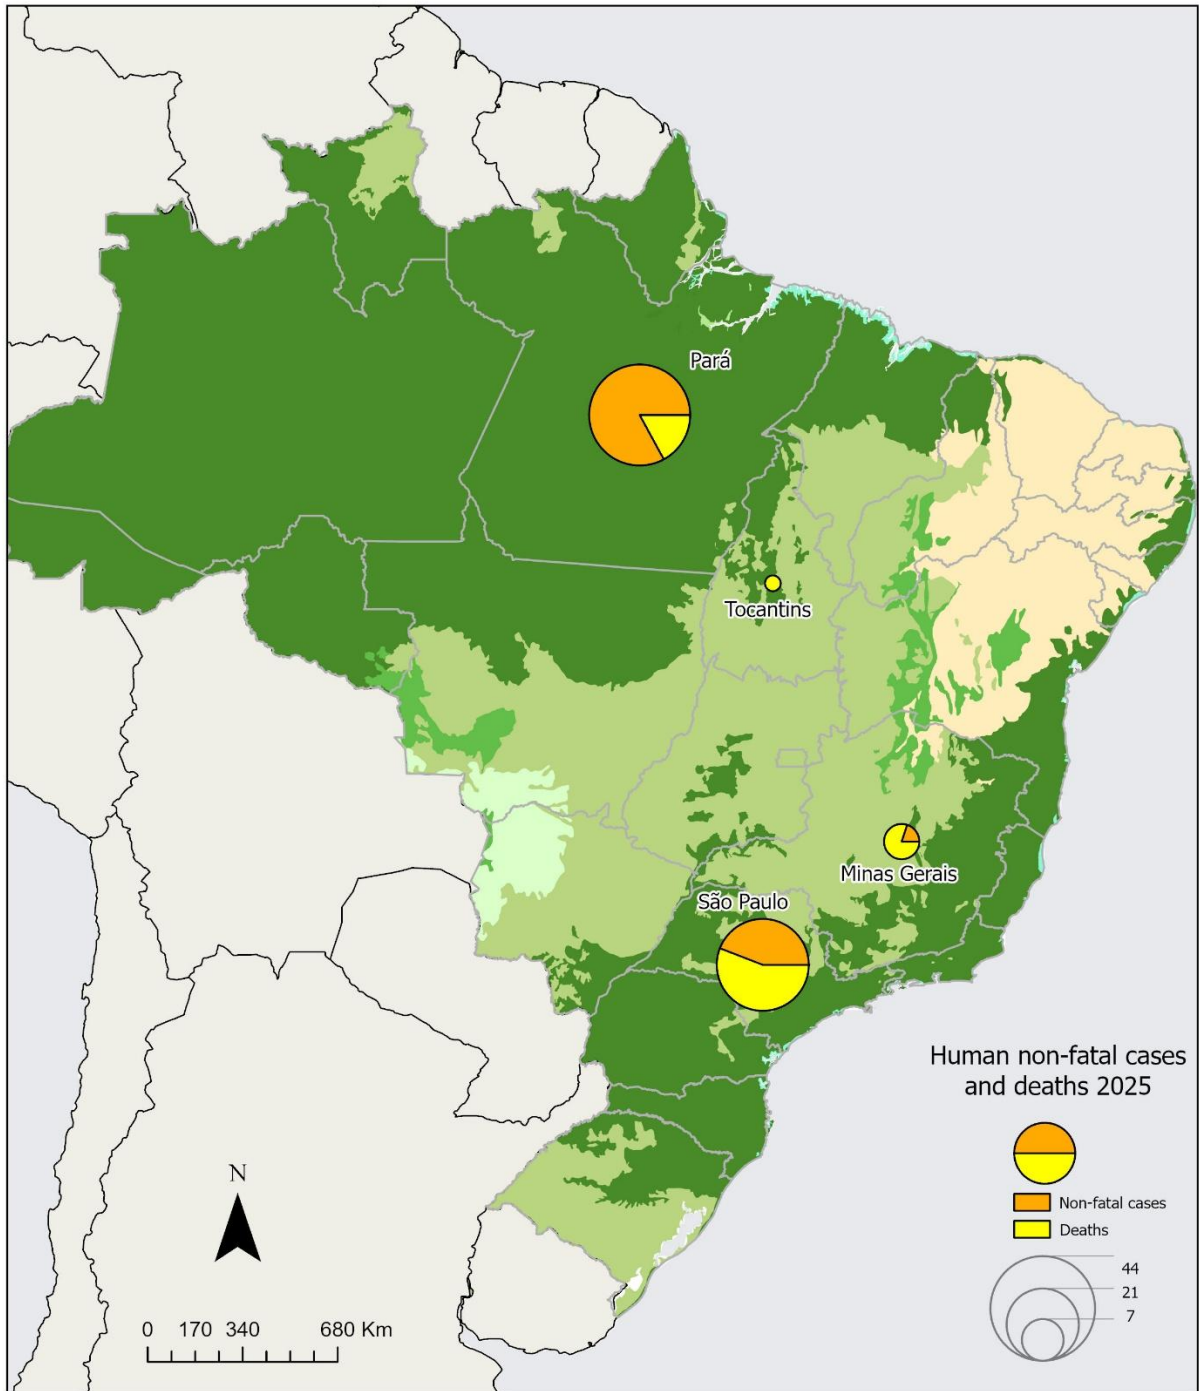 Pará
Tocantins
Minas Gerais
São Paulo
Human non-fatal cases
and deaths 2025
Non-fatal cases
Deaths
44
21
7
N
0 170 340 680 Km